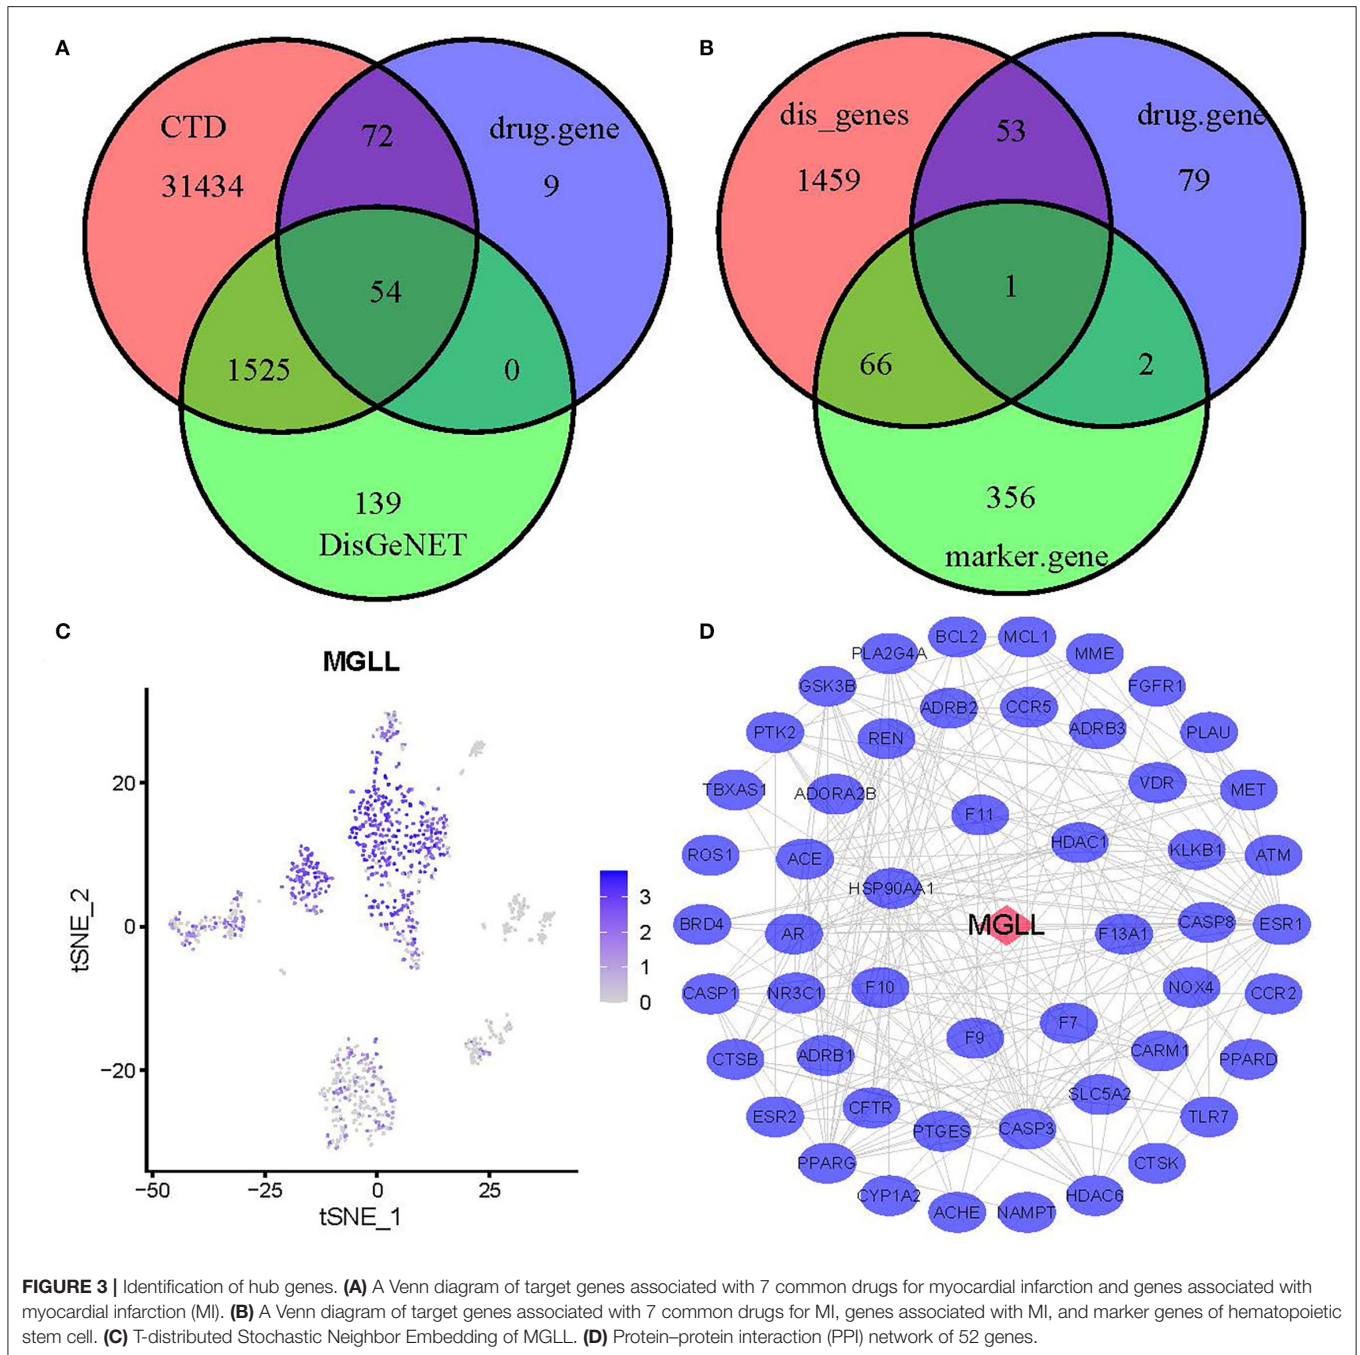 A
CTD
31434
72
drug.gene
9
54
1525
0
139
DisGeNET
B
dis_genes
1459
53
drug.gene
79
1
66
2
356
marker.gene
C
MGLL
tSNE_2
20
0
−20
−50
−25
0
25
tSNE_1
3
2
1
0
D
BCL2
MCL1
PLA2G4A
MME
GSK3B
FGFR1
ADRB2
CCR5
PTK2
REN
ADRB3
PLAU
TBXAS1
ADORA2B
VDR
MET
F11
ROS1
ACE
HDAC1
KLKB1
ATM
HSP90AA1
BRD4
AR
MGLL
F13A1
CASP8
ESR1
CASP1
NR3C1
F10
NOX4
CCR2
F9
F7
CTSB
ADRB1
CARM1
PPARD
SLC5A2
ESR2
CFTR
PTGES
CASP3
TLR7
PPARG
CTSK
CYP1A2
HDAC6
ACHE
NAMPT
FIGURE 3 | Identification of hub genes. (A) A Venn diagram of target genes associated with 7 common drugs for myocardial infarction and genes associated with
myocardial infarction (MI). (B) A Venn diagram of target genes associated with 7 common drugs for MI, genes associated with MI, and marker genes of hematopoietic
stem cell. (C) T-distributed Stochastic Neighbor Embedding of MGLL. (D) Protein–protein interaction (PPI) network of 52 genes.